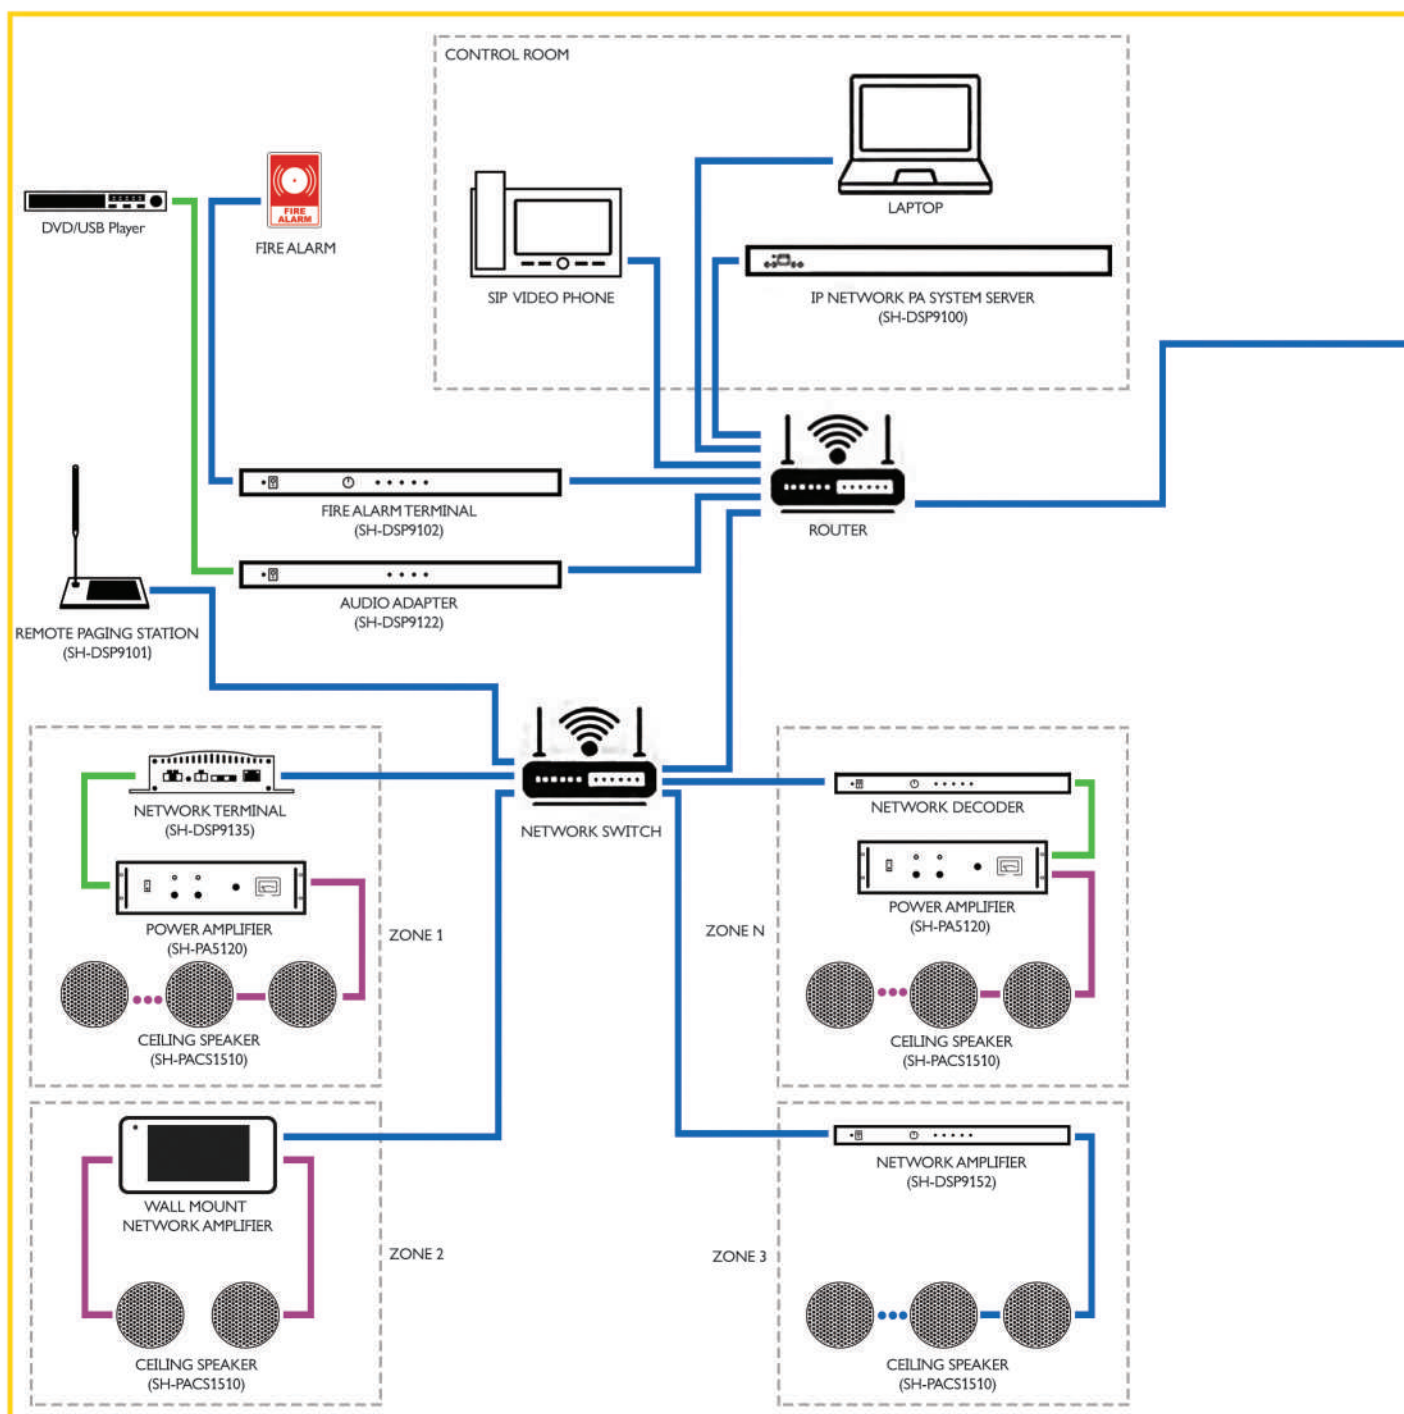 CONTROL ROOM
LAPTOP
DVD/USB Player
FIRE
ALARM
FIRE ALARM
SIP VIDEO PHONE
IP NETWORK PA SYSTEM SERVER
(SH-DSP9100)
FIRE ALARM TERMINAL
(SH-DSP9102)
ROUTER
AUDIO ADAPTER
(SH-DSP9122)
REMOTE PAGING STATION
(SH-DSP9101)
NETWORK TERMINAL
(SH-DSP9135)
NETWORK SWITCH
NETWORK DECODER
POWER AMPLIFIER
(SH-PA5120)
ZONE 1
ZONE N
POWER AMPLIFIER
(SH-PA5120)
CEILING SPEAKER
(SH-PACS1510)
CEILING SPEAKER
(SH-PACS1510)
WALL MOUNT
NETWORK AMPLIFIER
ZONE 2
NETWORK AMPLIFIER
(SH-DSP9152)
ZONE 3
CEILING SPEAKER
(SH-PACS1510)
CEILING SPEAKER
(SH-PACS1510)